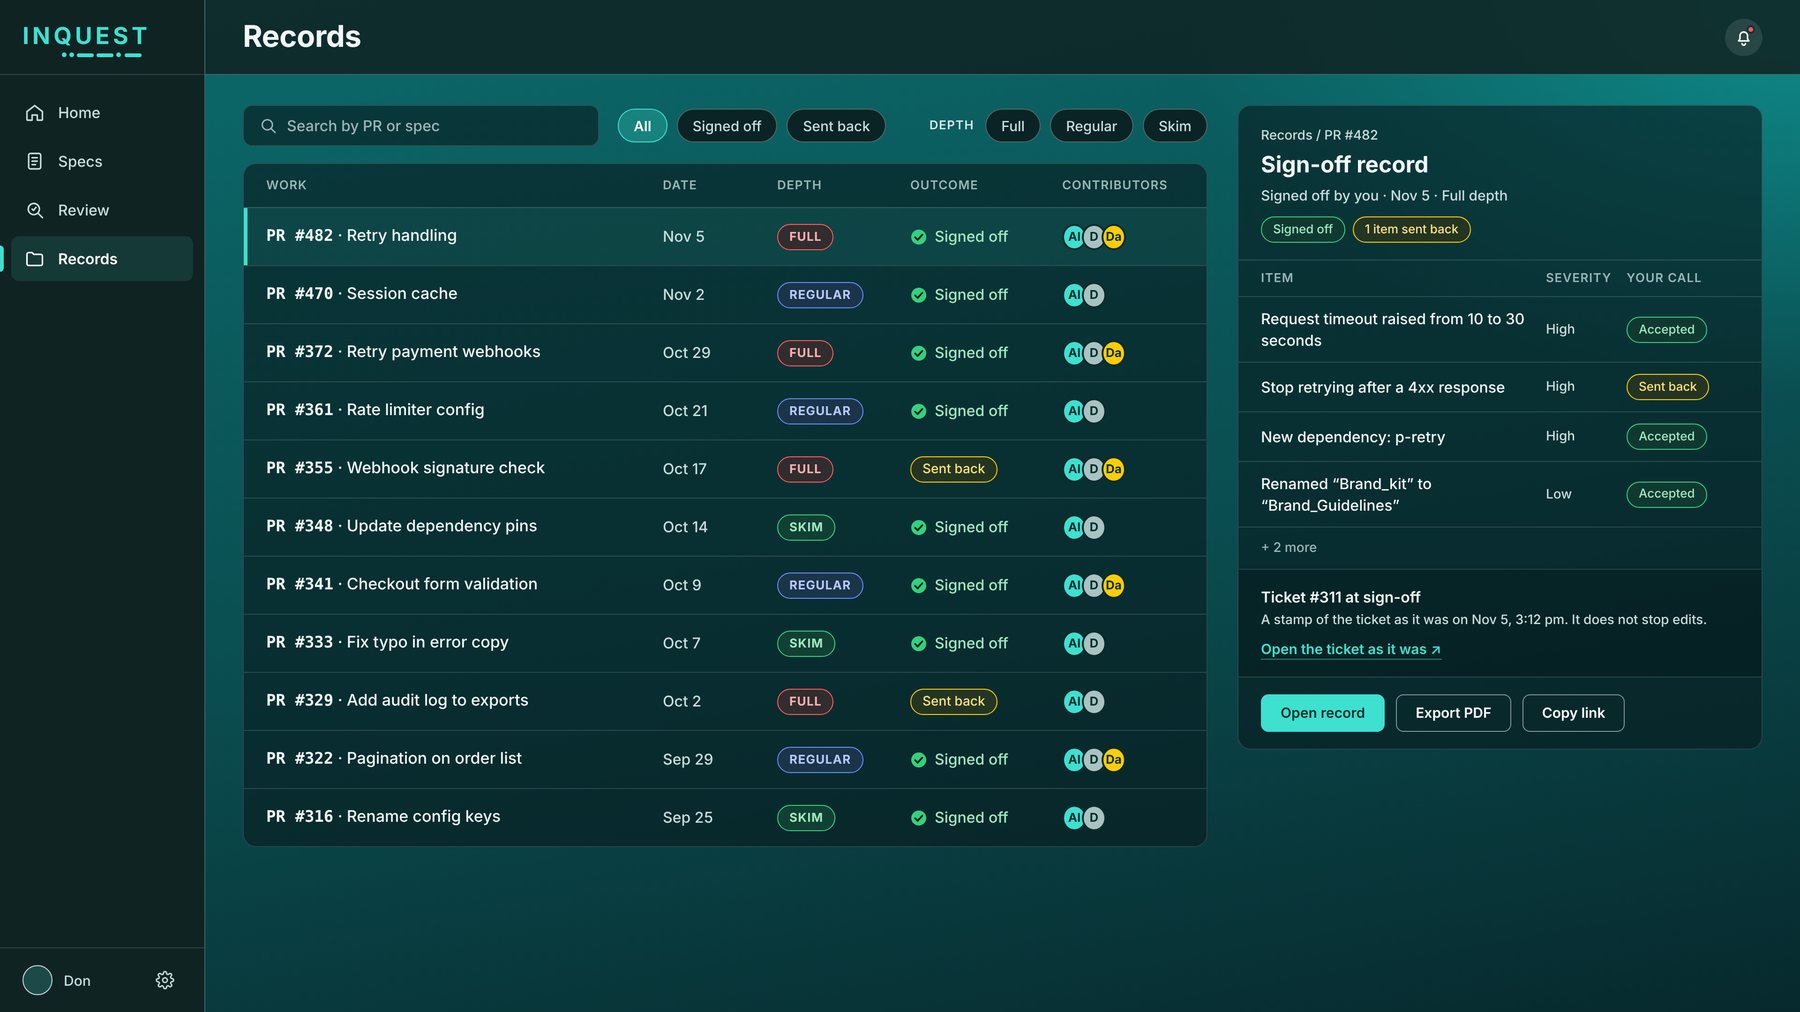 INQUEST
Records
Home
Specs
Review
Records
Search by PR or spec
All
Signed off
Sent back
DEPTH
Full
Regular
Skim
WORK DATE DEPTH OUTCOME CONTRIBUTORS
PR #482 · Retry handling Nov 5 FULL Signed off AI D Da
PR #470 · Session cache Nov 2 REGULAR Signed off AI D
PR #372 · Retry payment webhooks Oct 29 FULL Signed off AI D Da
PR #361 · Rate limiter config Oct 21 REGULAR Signed off AI D
PR #355 · Webhook signature check Oct 17 FULL Sent back AI D Da
PR #348 · Update dependency pins Oct 14 SKIM Signed off AI D
PR #341 · Checkout form validation Oct 9 REGULAR Signed off AI D Da
PR #333 · Fix typo in error copy Oct 7 SKIM Signed off AI D
PR #329 · Add audit log to exports Oct 2 FULL Sent back AI D
PR #322 · Pagination on order list Sep 29 REGULAR Signed off AI D Da
PR #316 · Rename config keys Sep 25 SKIM Signed off AI D
Records / PR #482
Sign-off record
Signed off by you · Nov 5 · Full depth
Signed off 1 item sent back
ITEM SEVERITY YOUR CALL
Request timeout raised from 10 to 30
seconds
High Accepted
Stop retrying after a 4xx response High Sent back
New dependency: p-retry High Accepted
Renamed “Brand_kit” to
“Brand_Guidelines”
Low Accepted
+ 2 more
Ticket #311 at sign-off
A stamp of the ticket as it was on Nov 5, 3:12 pm. It does not stop edits.
Open the ticket as it was ↗
Open record Export PDF Copy link
Don